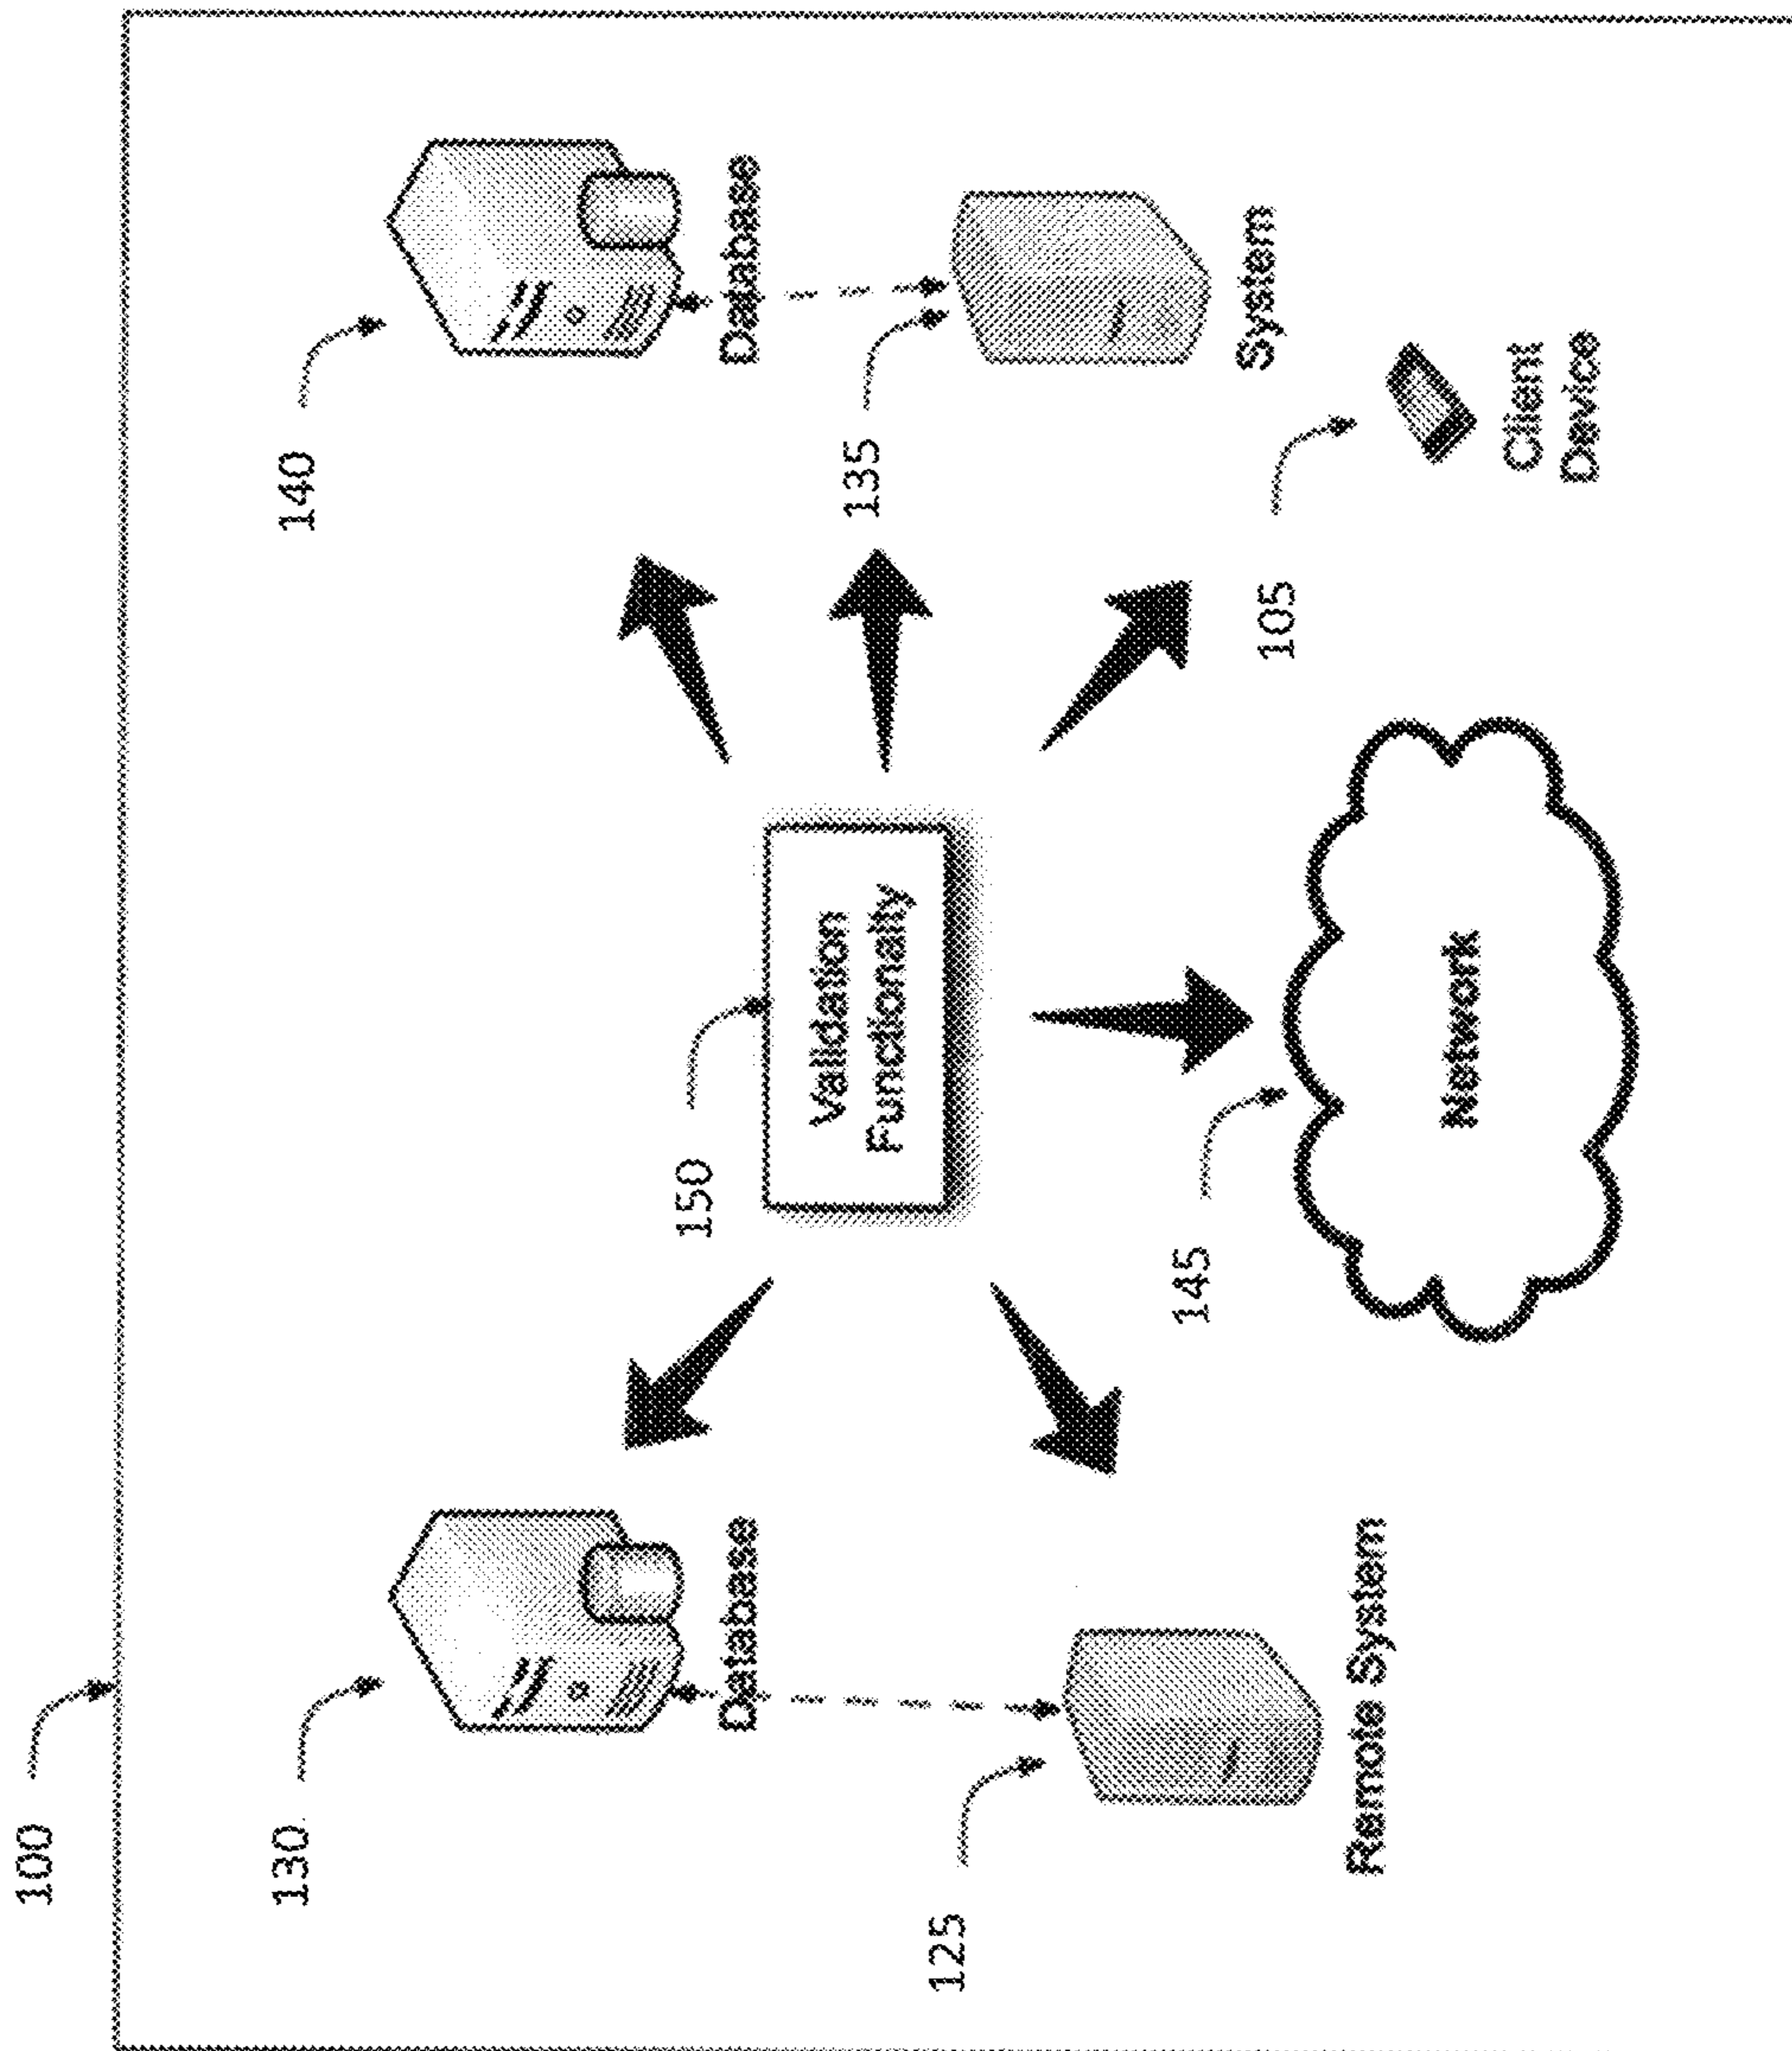 100
130
140
Database
Database
150
Validation
Functionality
125
135
Remote System
System
145
105
Network
Client
Device